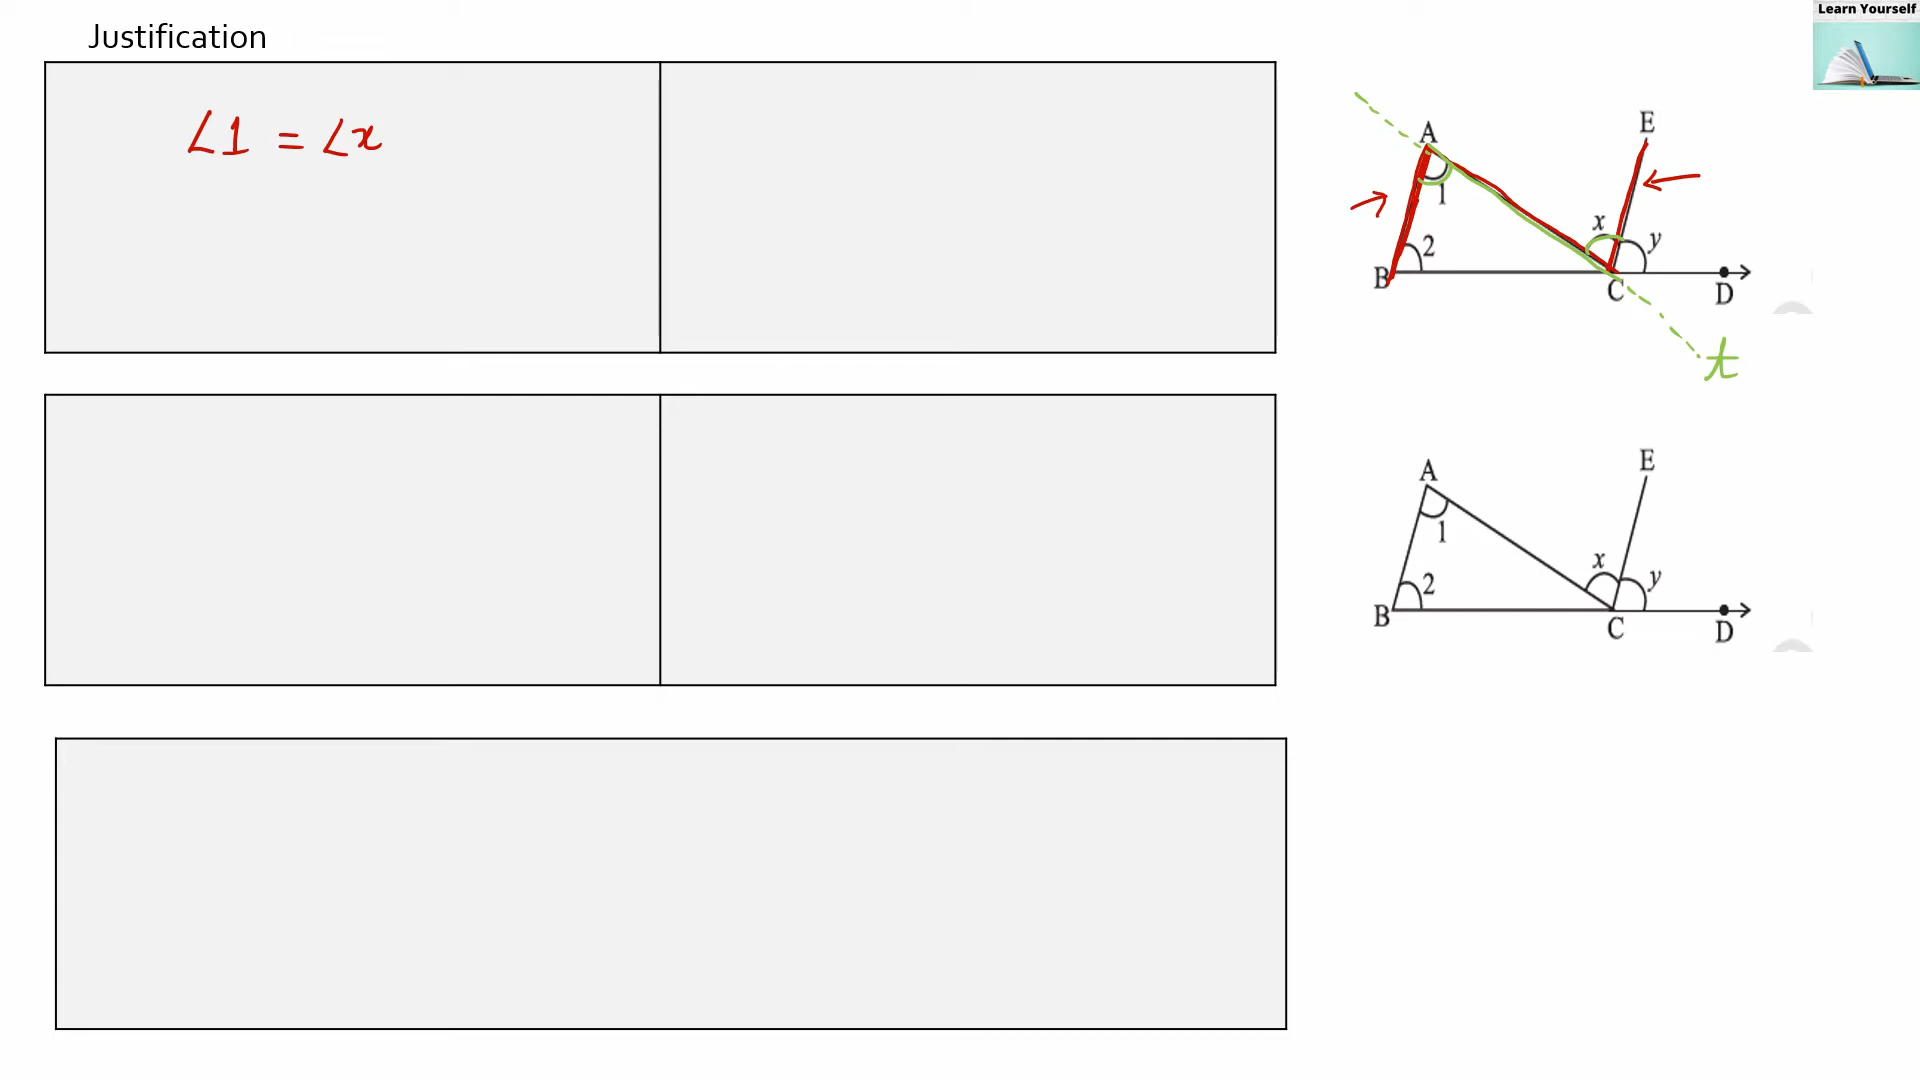 Learn Yourself
Justification
∠1 = ∠x
A
E
1
x
y
2
B
C
D
t
A
E
1
x
y
2
B
C
D